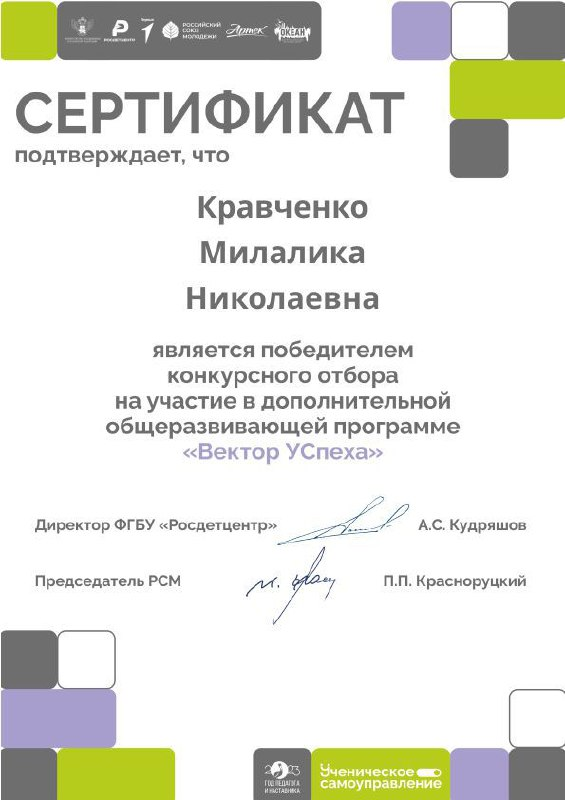 РОСДЕТЦЕНТР
РОССИЙСКИЙ
СОЮЗ
МОЛОДЕЖИ
Артек
ОКЕАН
СЕРТИФИКАТ
подтверждает, что
Кравченко
Милалика
Николаевна
является победителем
конкурсного отбора
на участие в дополнительной
общеразвивающей программе
«Вектор УСпеха»
Директор ФГБУ «Росдетцентр»
А.С. Кудряшов
Председатель РСМ
П.П. Красноруцкий
2023
ГОД ПЕДАГОГА
И НАСТАВНИКА
Ученическое
самоуправление